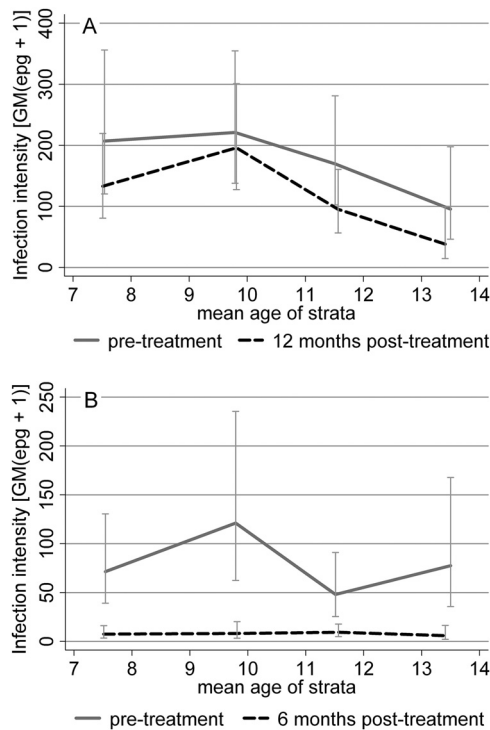 A
Infection intensity [GM(epg + 1)]
400
300
200
100
0
7 8 9 10 11 12 13 14
mean age of strata
pre-treatment 12 months post-treatment
B
Infection intensity [GM(epg + 1)]
250
200
150
100
50
0
7 8 9 10 11 12 13 14
mean age of strata
pre-treatment 6 months post-treatment